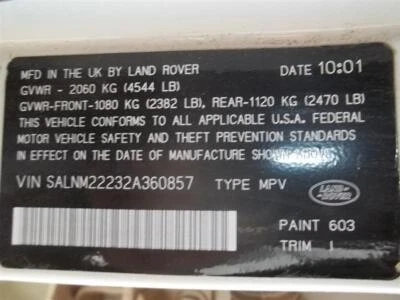 MFD IN THE UK BY LAND ROVER DATE 10:01
GVWR - 2060 KG (4544 LB)
GVWR-FRONT-1080 KG (2382 LB), REAR-1120 KG (2470 LB)
THIS VEHICLE CONFORMS TO ALL APPLICABLE U.S.A. FEDERAL
MOTOR VEHICLE SAFETY AND THEFT PREVENTION STANDARDS
IN EFFECT ON THE DATE OF MANUFACTURE SHOWN ABOVE
VIN SALNM22232A360857 TYPE MPV
LAND-
-ROVER
PAINT 603
TRIM 1